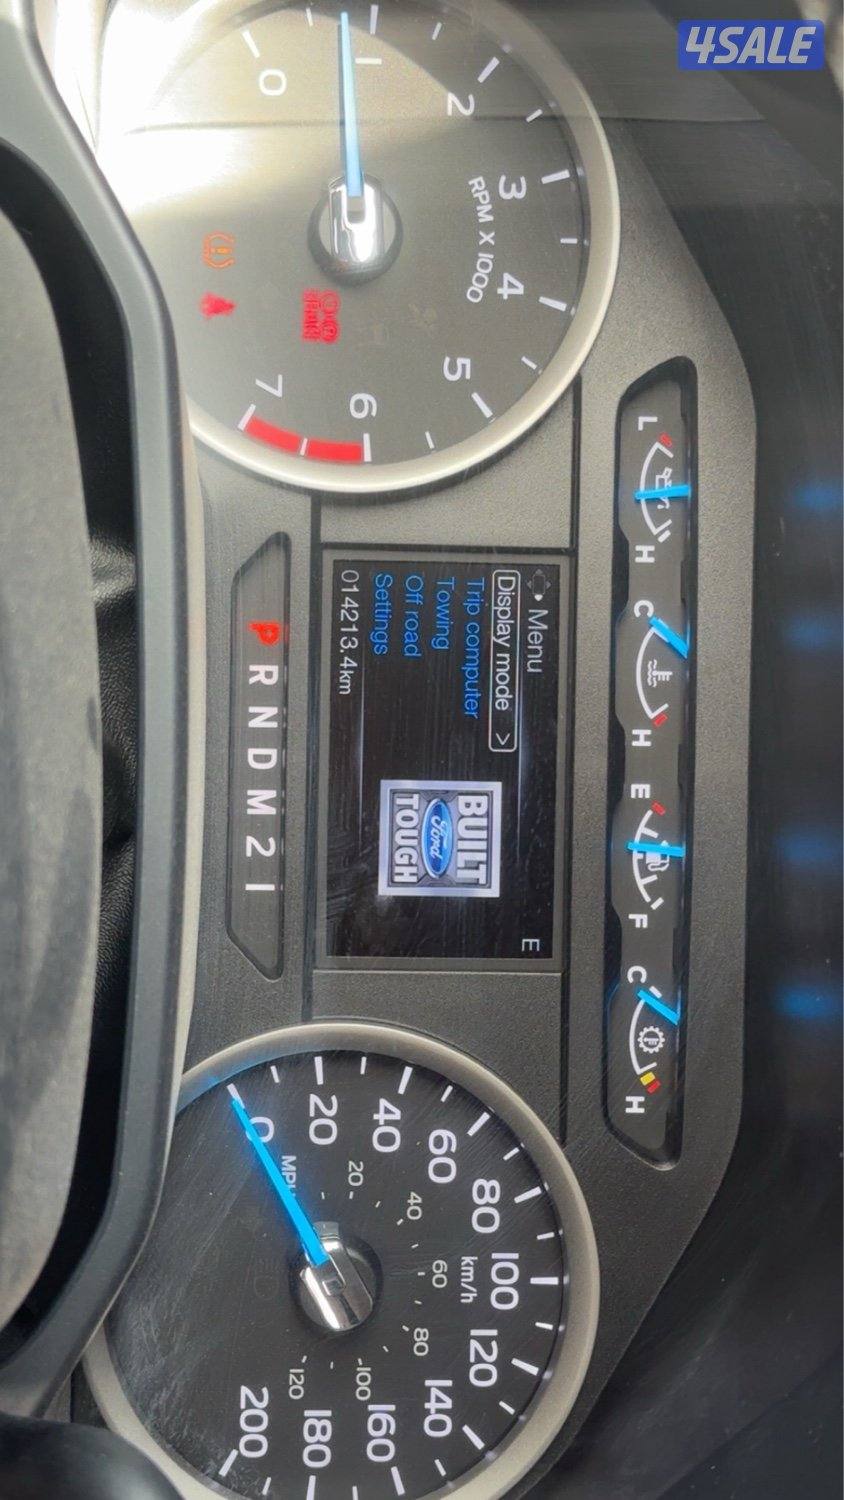 4SALE
0
1
2
3
4
5
6
7
RPM X 1000
L H
C H
E F
C H
Menu
E
Display mode >
Trip computer
Towing
Off road
Settings
014213.4km
BUILT
Ford
TOUGH
P R N D M 2 1
0
20
40
60
80
100
120
140
160
180
200
km/h
MPH
20
40
60
80
100
120